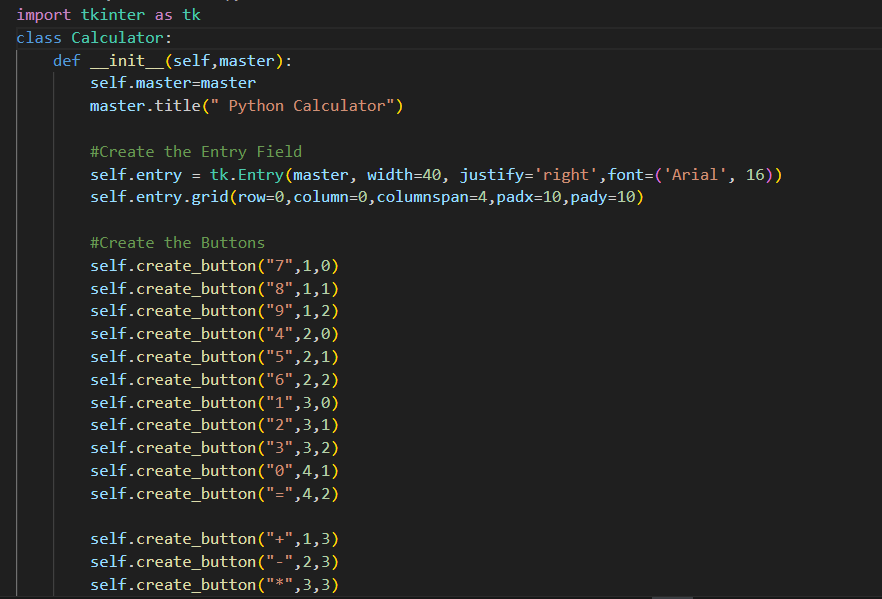 import tkinter as tk
class Calculator:
    def __init__(self,master):
        self.master=master
        master.title(" Python Calculator")

        #Create the Entry Field
        self.entry = tk.Entry(master, width=40, justify='right',font=('Arial', 16))
        self.entry.grid(row=0,column=0,columnspan=4,padx=10,pady=10)

        #Create the Buttons
        self.create_button("7",1,0)
        self.create_button("8",1,1)
        self.create_button("9",1,2)
        self.create_button("4",2,0)
        self.create_button("5",2,1)
        self.create_button("6",2,2)
        self.create_button("1",3,0)
        self.create_button("2",3,1)
        self.create_button("3",3,2)
        self.create_button("0",4,1)
        self.create_button("=",4,2)

        self.create_button("+",1,3)
        self.create_button("-",2,3)
        self.create_button("*",3,3)